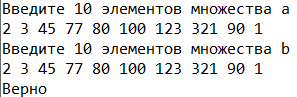 Введите 10 элементов множества a
2 3 45 77 80 100 123 321 90 1
Введите 10 элементов множества b
2 3 45 77 80 100 123 321 90 1
Верно